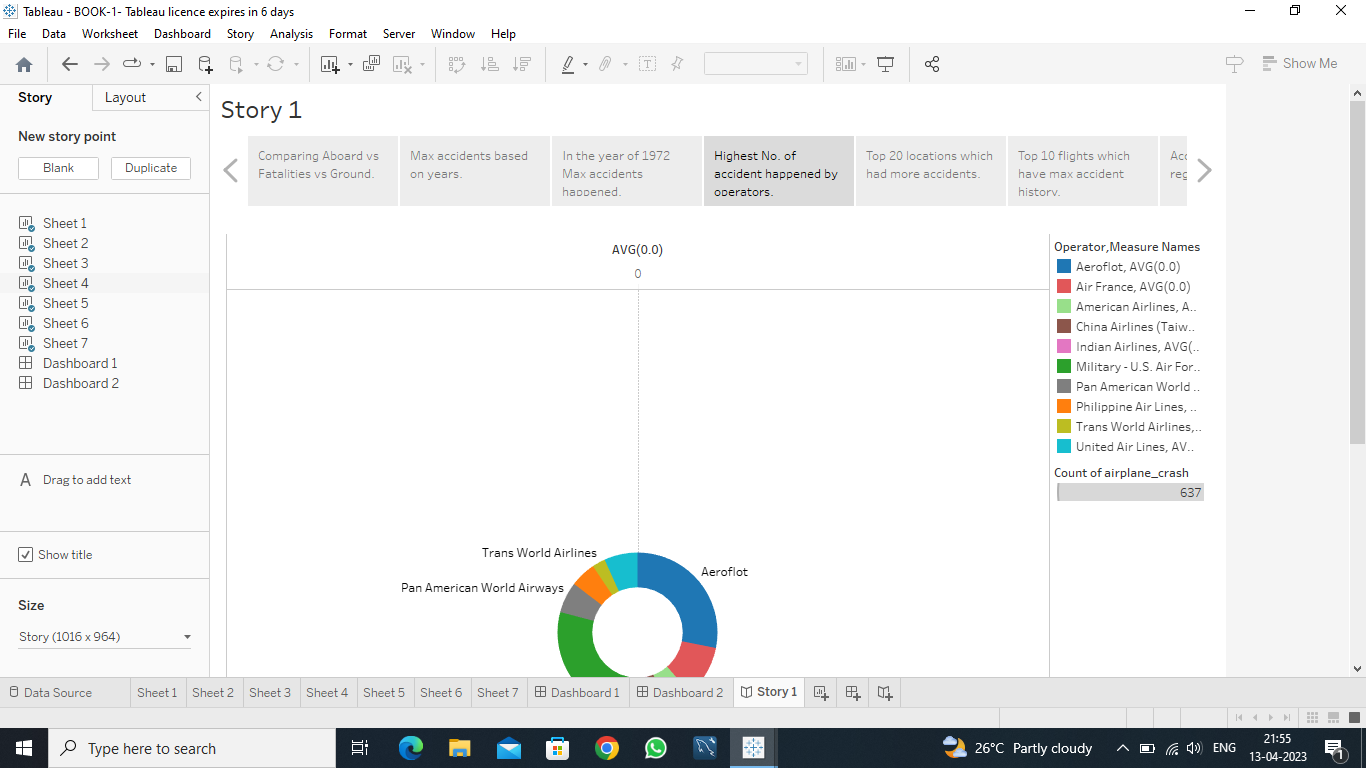 Tableau - BOOK-1- Tableau licence expires in 6 days
File Data Worksheet Dashboard Story Analysis Format Server Window Help
Show Me
Story Layout
New story point
Blank Duplicate
Sheet 1
Sheet 2
Sheet 3
Sheet 4
Sheet 5
Sheet 6
Sheet 7
Dashboard 1
Dashboard 2
A Drag to add text
Show title
Size
Story (1016 x 964)
Story 1
Comparing Aboard vs
Fatalities vs Ground.
Max accidents based
on years.
In the year of 1972
Max accidents
happened.
Highest No. of
accident happened by
operators.
Top 20 locations which
had more accidents.
Top 10 flights which
have max accident
history.
Acc
reg
AVG(0.0)
0
Trans World Airlines
Pan American World Airways
Aeroflot
Operator,Measure Names
Aeroflot, AVG(0.0)
Air France, AVG(0.0)
American Airlines, A..
China Airlines (Taiw..
Indian Airlines, AVG(..
Military - U.S. Air For..
Pan American World ..
Philippine Air Lines, ..
Trans World Airlines,..
United Air Lines, AV..
Count of airplane_crash
637
Data Source Sheet 1 Sheet 2 Sheet 3 Sheet 4 Sheet 5 Sheet 6 Sheet 7 Dashboard 1 Dashboard 2 Story 1
Type here to search
26°C Partly cloudy
ENG
21:55
13-04-2023
1